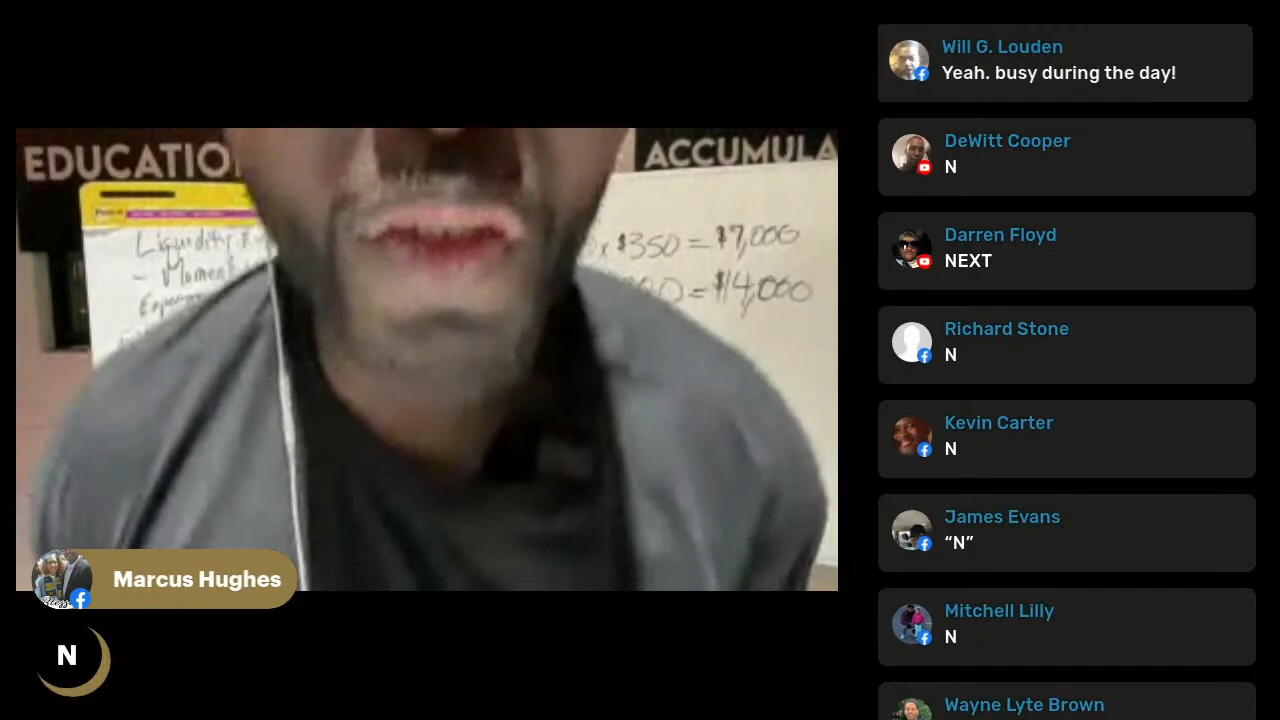 EDUCATIO
ACCUMULA
Liquidity
x $350 = $7,000
= $14,000
Marcus Hughes
N
Will G. Louden
Yeah. busy during the day!
DeWitt Cooper
N
Darren Floyd
NEXT
Richard Stone
N
Kevin Carter
N
James Evans
“N”
Mitchell Lilly
N
Wayne Lyte Brown